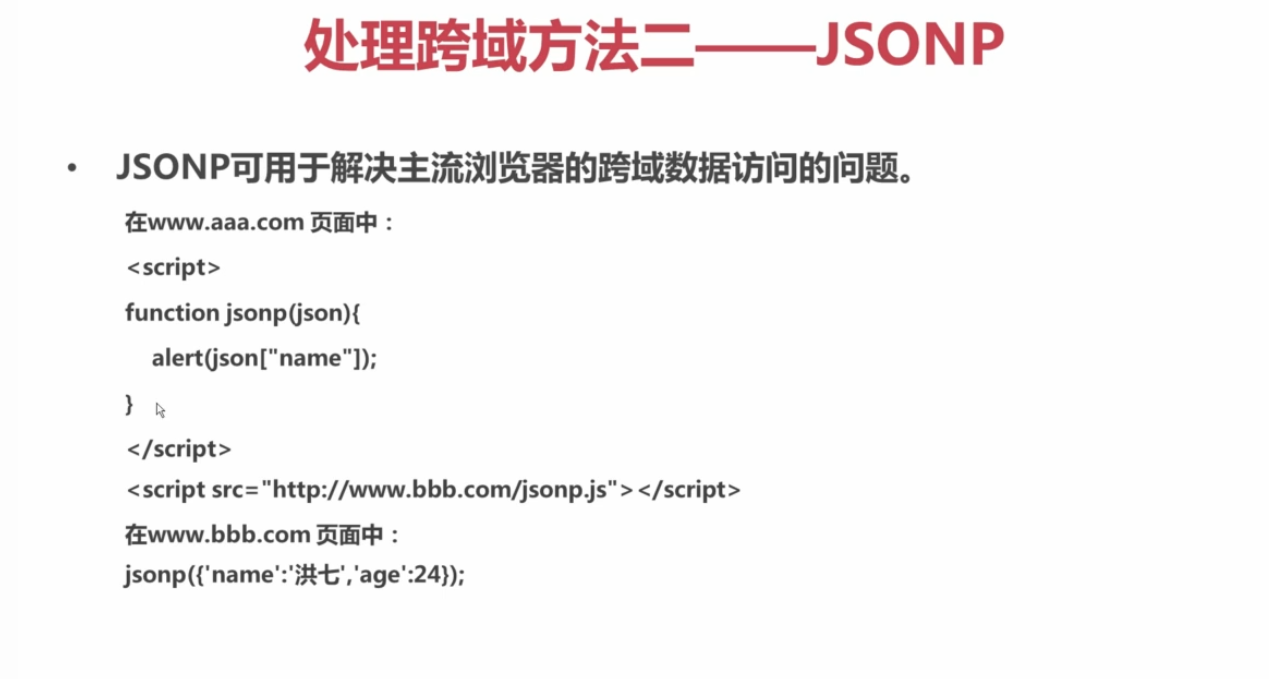 处理跨域方法二——JSONP
• JSONP可用于解决主流浏览器的跨域数据访问的问题。
在www.aaa.com 页面中：
<script>
function jsonp(json){
alert(json["name"]);
}
</script>
<script src="http://www.bbb.com/jsonp.js"></script>
在www.bbb.com 页面中：
jsonp({'name':'洪七','age':24});